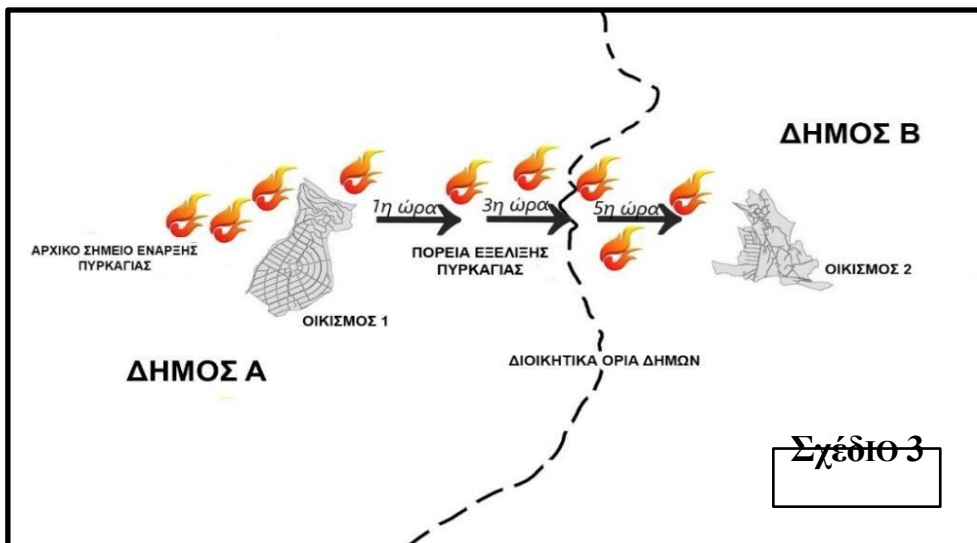 ΔΗΜΟΣ Β
1η ώρα
3η ώρα
5η ώρα
ΑΡΧΙΚΟ ΣΗΜΕΙΟ ΕΝΑΡΞΗΣ
ΠΥΡΚΑΓΙΑΣ
ΠΟΡΕΙΑ ΕΞΕΛΙΞΗΣ
ΠΥΡΚΑΓΙΑΣ
ΟΙΚΙΣΜΟΣ 2
ΟΙΚΙΣΜΟΣ 1
ΔΗΜΟΣ Α
ΔΙΟΙΚΗΤΙΚΑ ΟΡΙΑ ΔΗΜΩΝ
ΣχέδΙΟ 3